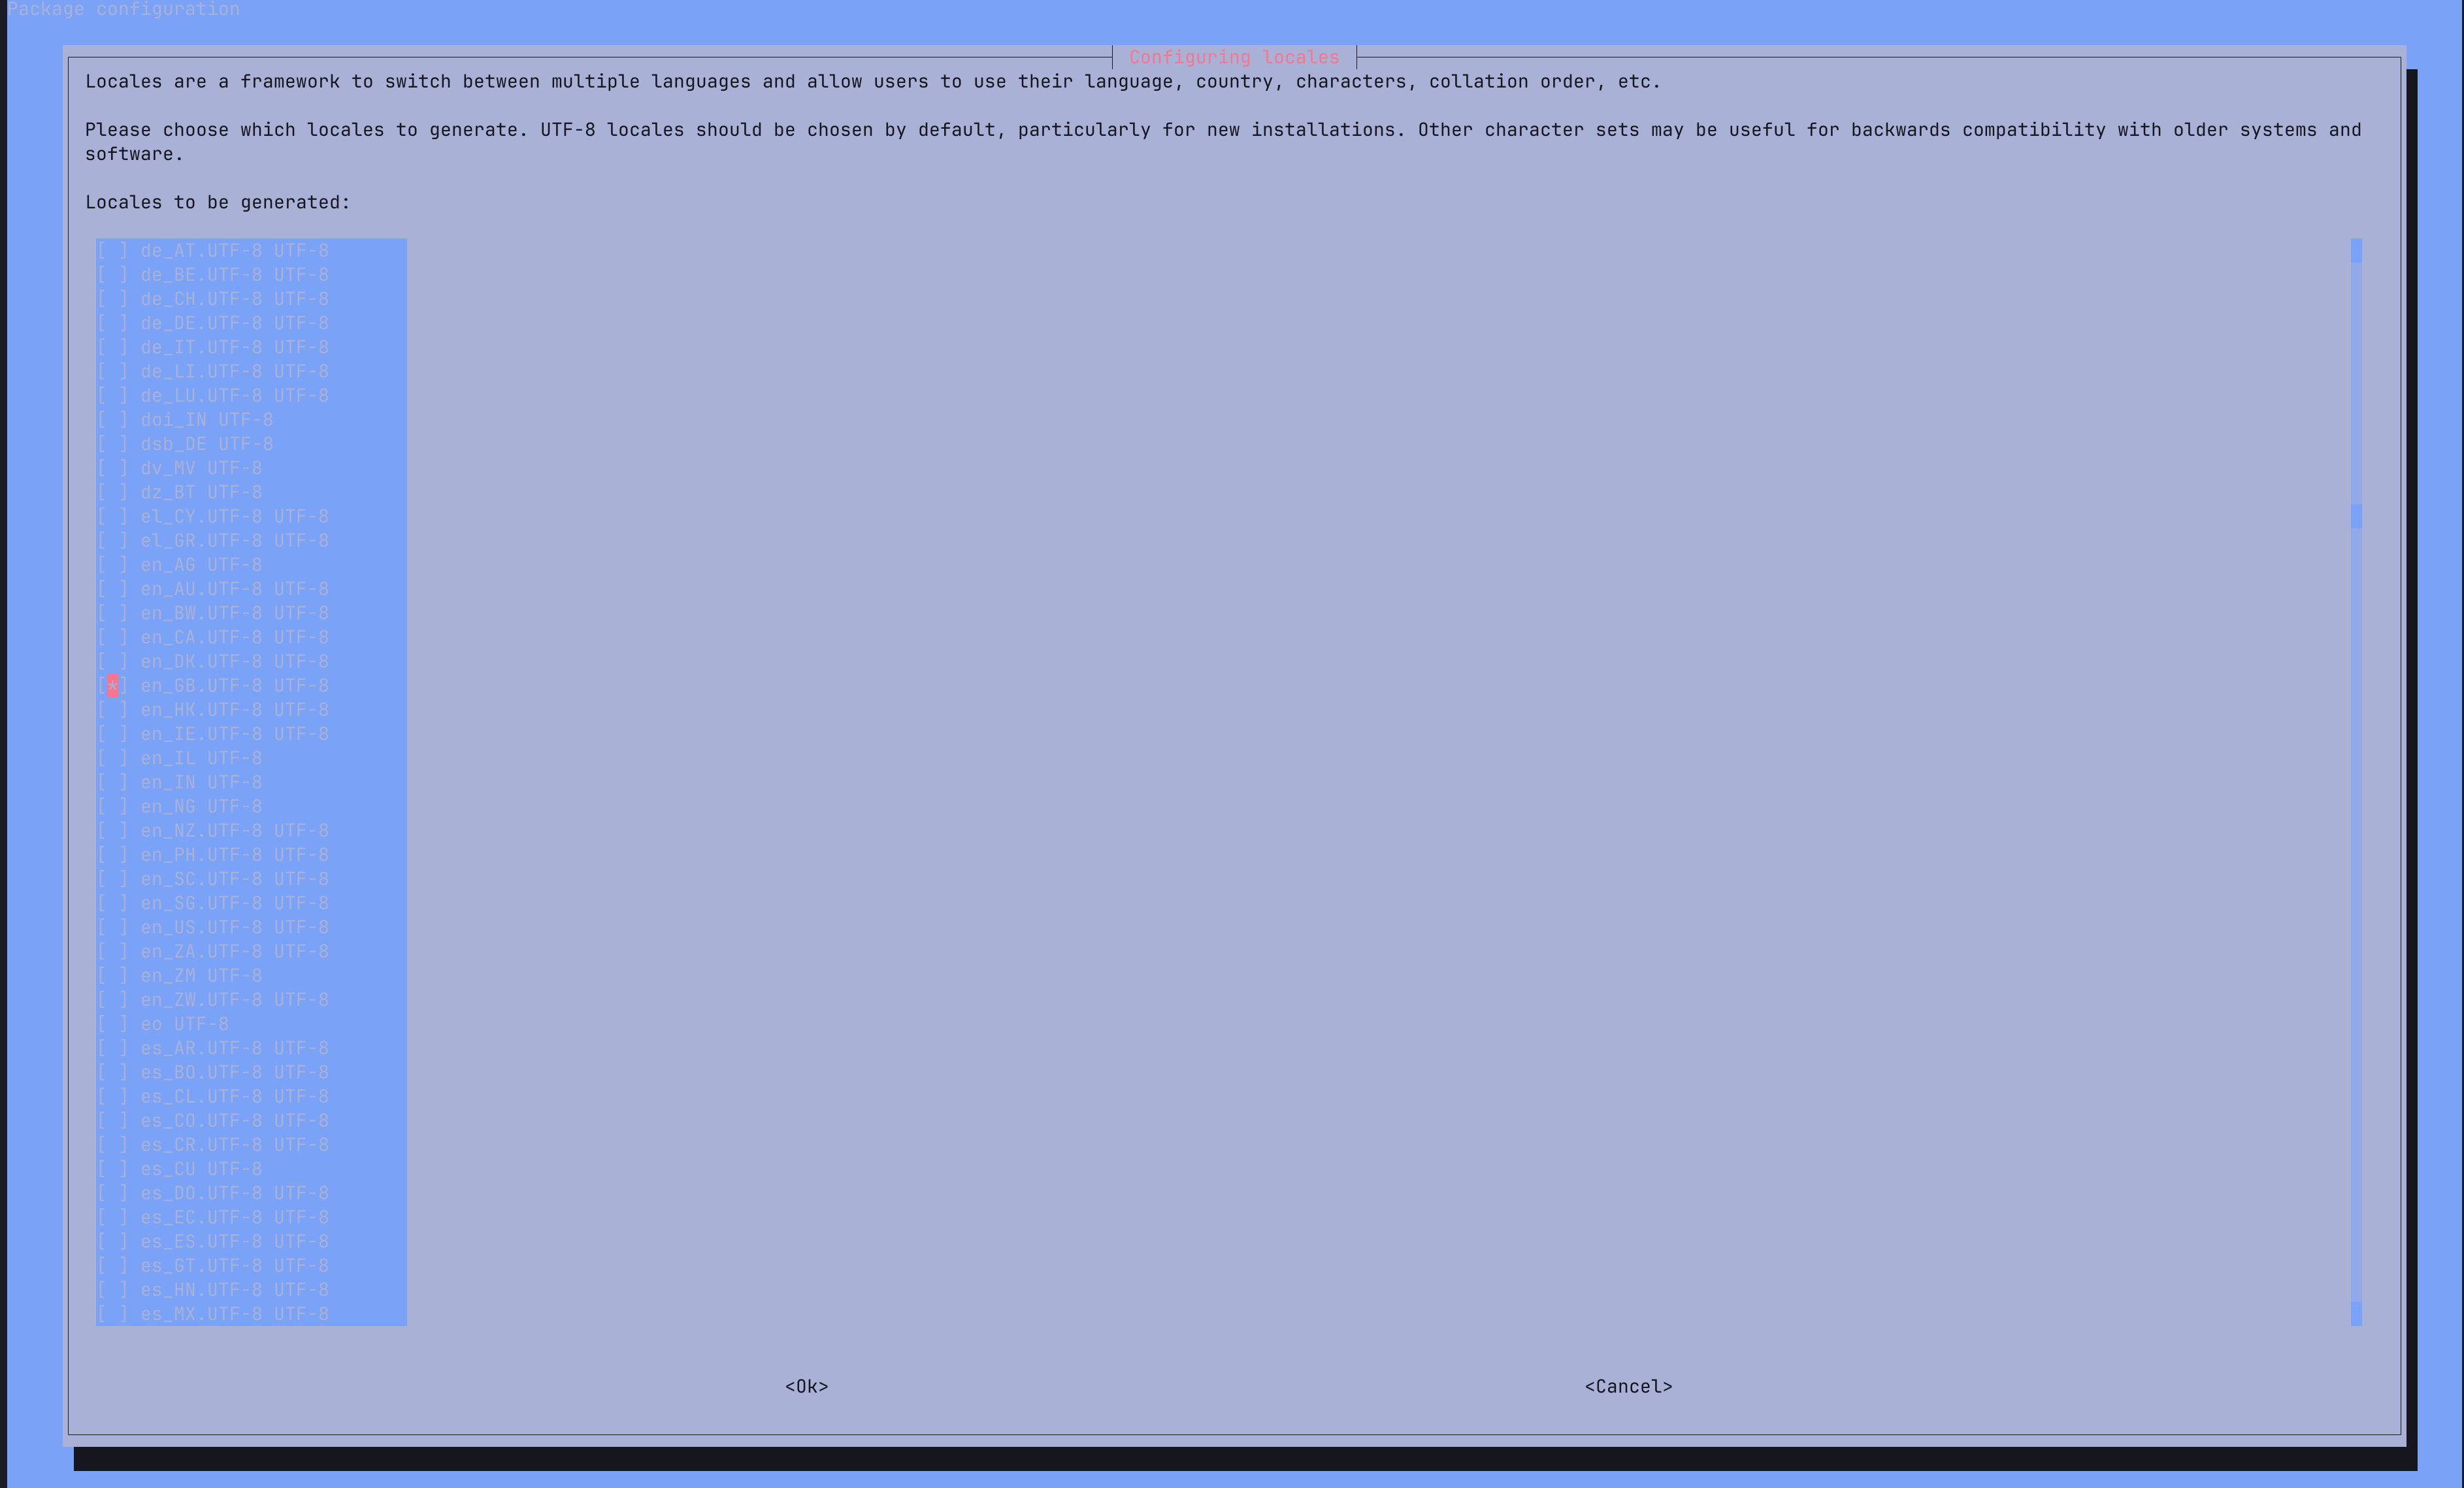 Package configuration
Configuring locales
Locales are a framework to switch between multiple languages and allow users to use their language, country, characters, collation order, etc.
Please choose which locales to generate. UTF-8 locales should be chosen by default, particularly for new installations. Other character sets may be useful for backwards compatibility with older systems and
software.
Locales to be generated:
[ ] de_AT.UTF-8 UTF-8
[ ] de_BE.UTF-8 UTF-8
[ ] de_CH.UTF-8 UTF-8
[ ] de_DE.UTF-8 UTF-8
[ ] de_IT.UTF-8 UTF-8
[ ] de_LI.UTF-8 UTF-8
[ ] de_LU.UTF-8 UTF-8
[ ] doi_IN UTF-8
[ ] dsb_DE UTF-8
[ ] dv_MV UTF-8
[ ] dz_BT UTF-8
[ ] el_CY.UTF-8 UTF-8
[ ] el_GR.UTF-8 UTF-8
[ ] en_AG UTF-8
[ ] en_AU.UTF-8 UTF-8
[ ] en_BW.UTF-8 UTF-8
[ ] en_CA.UTF-8 UTF-8
[ ] en_DK.UTF-8 UTF-8
[*] en_GB.UTF-8 UTF-8
[ ] en_HK.UTF-8 UTF-8
[ ] en_IE.UTF-8 UTF-8
[ ] en_IL UTF-8
[ ] en_IN UTF-8
[ ] en_NG UTF-8
[ ] en_NZ.UTF-8 UTF-8
[ ] en_PH.UTF-8 UTF-8
[ ] en_SC.UTF-8 UTF-8
[ ] en_SG.UTF-8 UTF-8
[ ] en_US.UTF-8 UTF-8
[ ] en_ZA.UTF-8 UTF-8
[ ] en_ZM UTF-8
[ ] en_ZW.UTF-8 UTF-8
[ ] eo UTF-8
[ ] es_AR.UTF-8 UTF-8
[ ] es_BO.UTF-8 UTF-8
[ ] es_CL.UTF-8 UTF-8
[ ] es_CO.UTF-8 UTF-8
[ ] es_CR.UTF-8 UTF-8
[ ] es_CU UTF-8
[ ] es_DO.UTF-8 UTF-8
[ ] es_EC.UTF-8 UTF-8
[ ] es_ES.UTF-8 UTF-8
[ ] es_GT.UTF-8 UTF-8
[ ] es_HN.UTF-8 UTF-8
[ ] es_MX.UTF-8 UTF-8
<Ok> <Cancel>